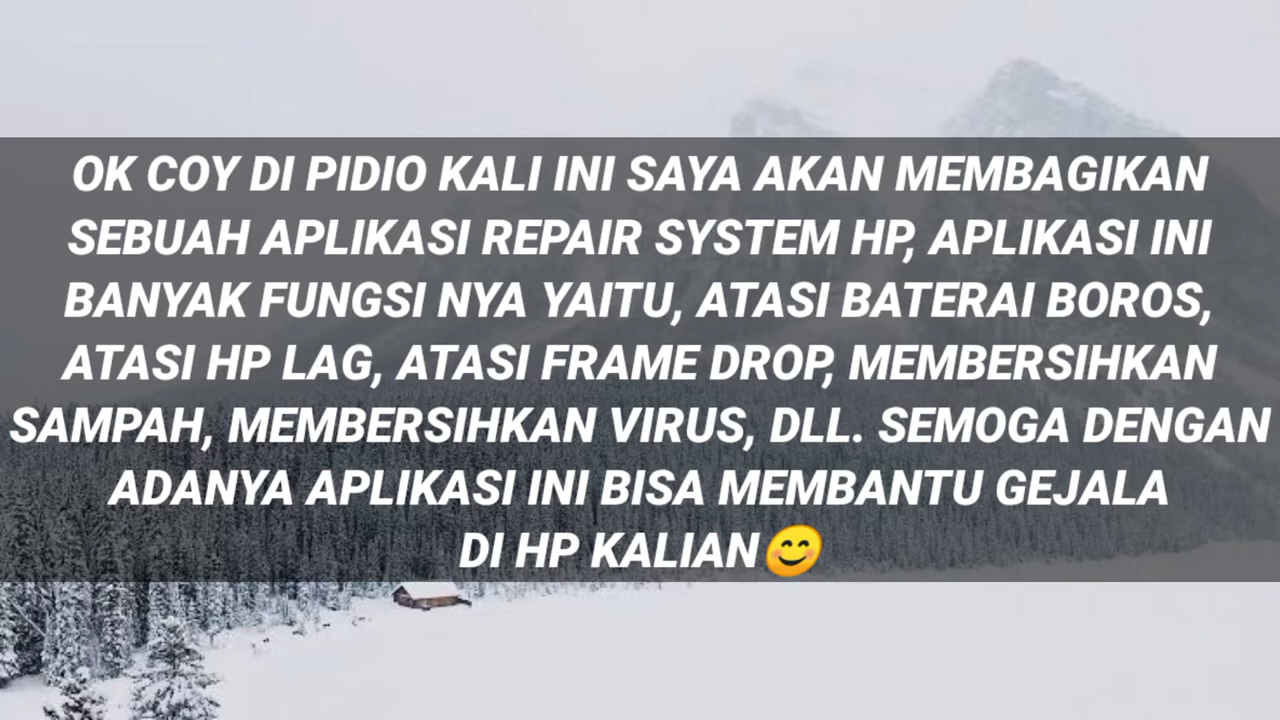 OK COY DI PIDIO KALI INI SAYA AKAN MEMBAGIKAN
SEBUAH APLIKASI REPAIR SYSTEM HP, APLIKASI INI
BANYAK FUNGSI NYA YAITU, ATASI BATERAI BOROS,
ATASI HP LAG, ATASI FRAME DROP, MEMBERSIHKAN
SAMPAH, MEMBERSIHKAN VIRUS, DLL. SEMOGA DENGAN
ADANYA APLIKASI INI BISA MEMBANTU GEJALA
DI HP KALIAN😊